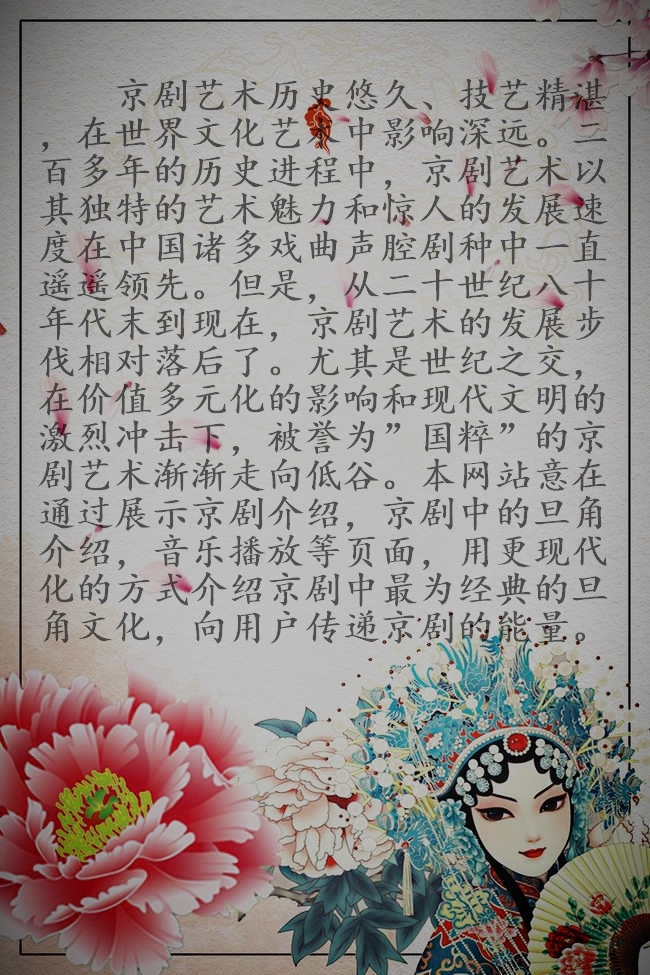 京剧艺术历史悠久、技艺精湛
，在世界文化艺术中影响深远。二
百多年的历史进程中，京剧艺术以
其独特的艺术魅力和惊人的发展速
度在中国诸多戏曲声腔剧种中一直
遥遥领先。但是，从二十世纪八十
年代末到现在，京剧艺术的发展步
伐相对落后了。尤其是世纪之交，
在价值多元化的影响和现代文明的
激烈冲击下，被誉为”国粹”的京
剧艺术渐渐走向低谷。本网站意在
通过展示京剧介绍，京剧中的旦角
介绍，音乐播放等页面，用更现代
化的方式介绍京剧中最为经典的旦
角文化，向用户传递京剧的能量。